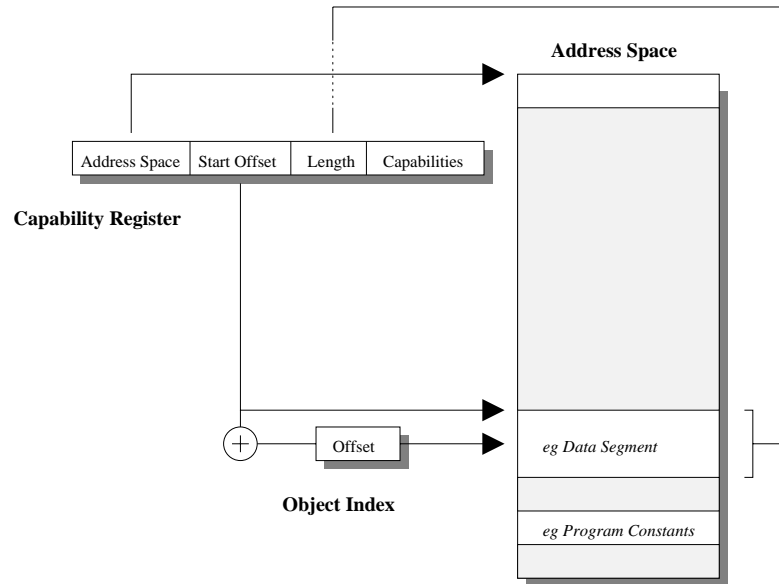 Address Space
Address Space
Start Offset
Length
Capabilities
Capability Register
Offset
Object Index
eg Data Segment
eg Program Constants